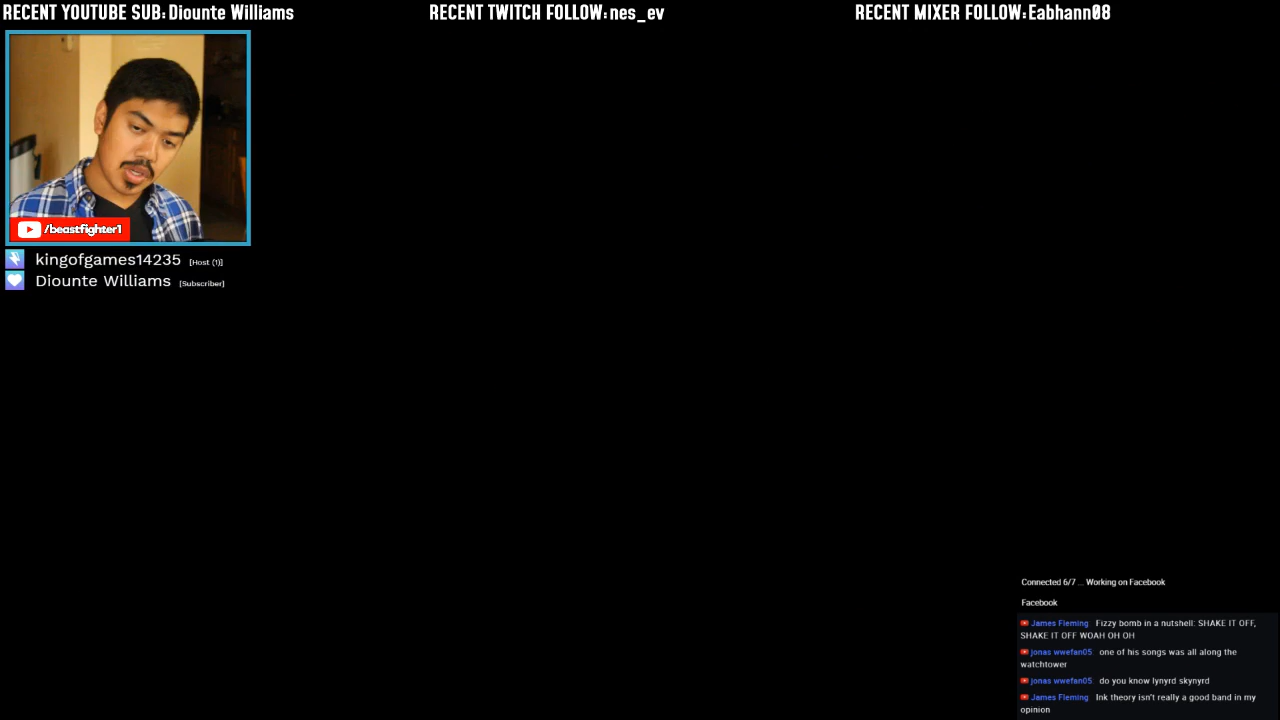 RECENT YOUTUBE SUB: Diounte Williams
RECENT TWITCH FOLLOW: nes_ev
RECENT MIXER FOLLOW: Eabhann08
/beastfighter1
kingofgames14235 [Host (1)]
Diounte Williams [Subscriber]
Connected 6/7 ... Working on Facebook
Facebook
James Fleming Fizzy bomb in a nutshell: SHAKE IT OFF,
SHAKE IT OFF WOAH OH OH
jonas wwefan05 one of his songs was all along the
watchtower
jonas wwefan05 do you know lynyrd skynyrd
James Fleming Ink theory isn't really a good band in my
opinion